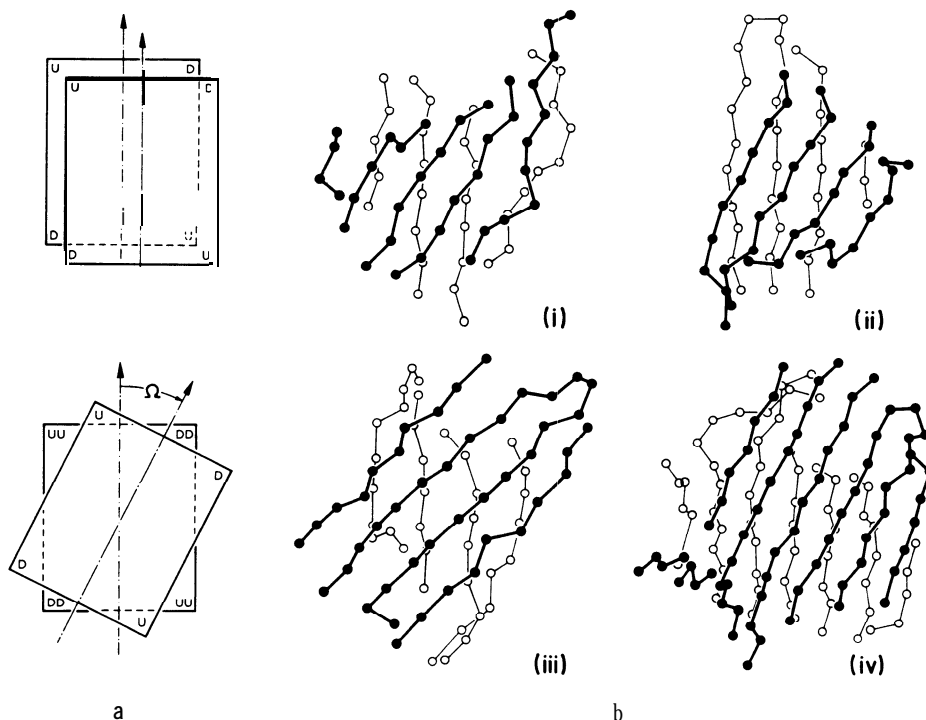 U D
U D
D U
D U
Ω
U
UU DD
D
D
DD UU
U
(i)
(ii)
(iii)
(iv)
a b